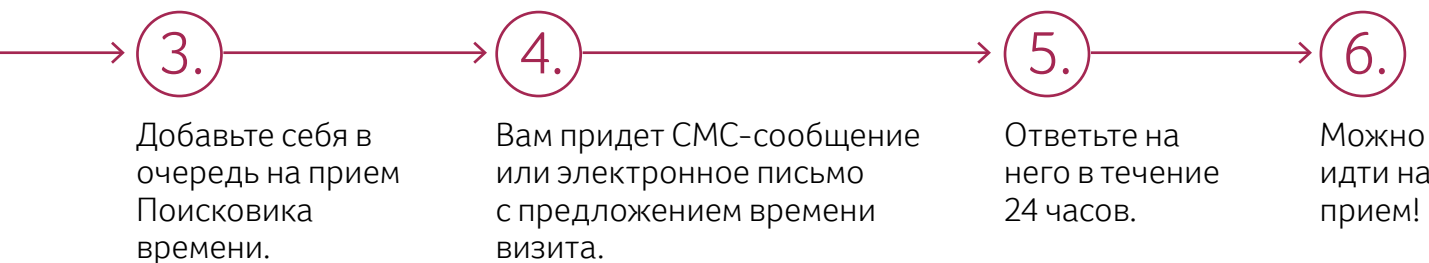 3.
Добавьте себя в
очередь на прием
Поисковика
времени.
4.
Вам придет СМС-сообщение
или электронное письмо
с предложением времени
визита.
5.
Ответьте на
него в течение
24 часов.
6.
Можно
идти на
прием!